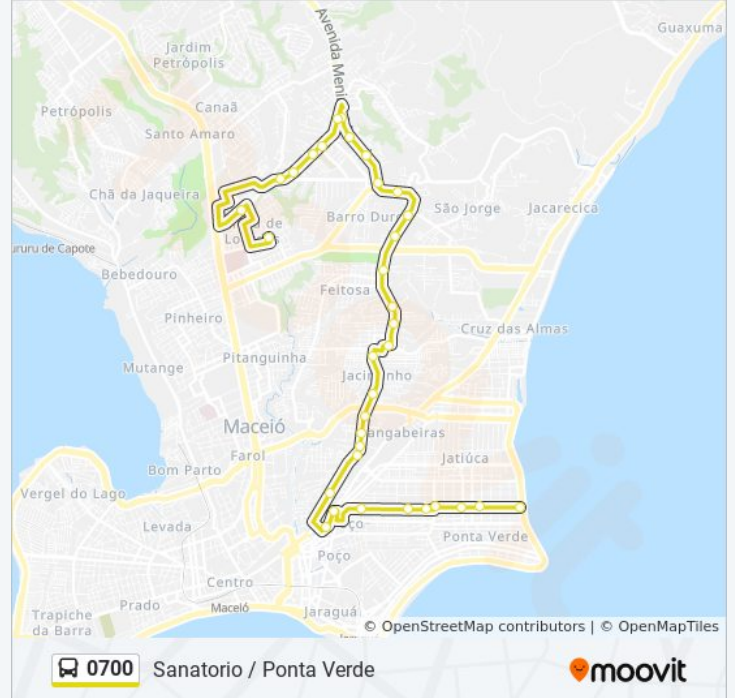 Avenida Meni
Guaxuma
Jardim
Petrópolis
Canaã
Petrópolis
Santo Amaro
Chã da Jaqueira
São Jorge
Jacarecica
Barro Duro
de
ururu de Capote
Bebedouro
Feitosa
Pinheiro
Cruz das Almas
Pitanguinha
Mutange
Maceió
angabeiras
Farol
Jatiúca
Bom Parto
Vergel do Lago
Levada
Ponta Verde
Poço
Centro
Prado
Maceió
Jaraguá
Trapiche
da Barra
© OpenStreetMap contributors | © OpenMapTiles
0700 Sanatorio / Ponta Verde
moovit